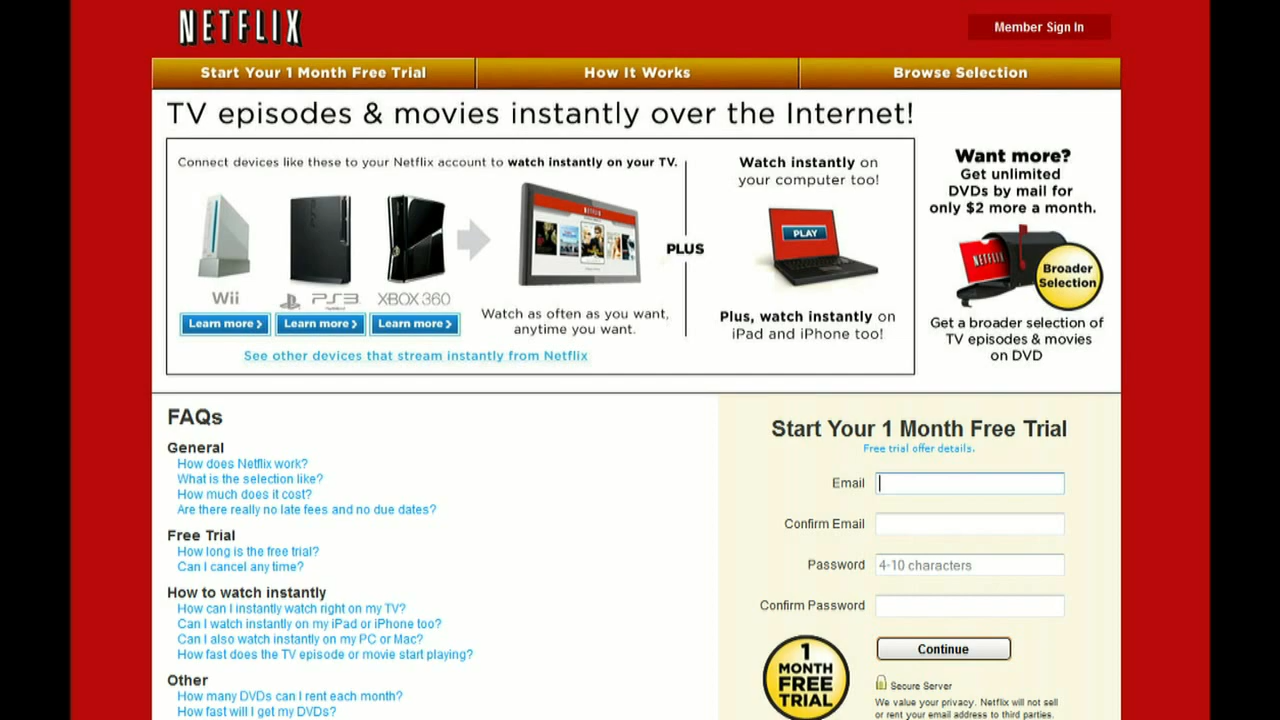 NETFLIX
Member Sign In
Start Your 1 Month Free Trial
How It Works
Browse Selection
TV episodes & movies instantly over the Internet!
Connect devices like these to your Netflix account to watch instantly on your TV.
Wii
PS3
XBOX 360
Learn more >
Learn more >
Learn more >
See other devices that stream instantly from Netflix
NETFLIX
Watch as often as you want,
anytime you want.
PLUS
Watch instantly on
your computer too!
PLAY
Plus, watch instantly on
iPad and iPhone too!
Want more?
Get unlimited
DVDs by mail for
only $2 more a month.
NETFLIX
Broader
Selection
Get a broader selection of
TV episodes & movies
on DVD
FAQs
General
How does Netflix work?
What is the selection like?
How much does it cost?
Are there really no late fees and no due dates?
Free Trial
How long is the free trial?
Can I cancel any time?
How to watch instantly
How can I instantly watch right on my TV?
Can I watch instantly on my iPad or iPhone too?
Can I also watch instantly on my PC or Mac?
How fast does the TV episode or movie start playing?
Other
How many DVDs can I rent each month?
How fast will I get my DVDs?
Start Your 1 Month Free Trial
Free trial offer details.
Email
Confirm Email
Password
4-10 characters
Confirm Password
1
MONTH
FREE
TRIAL
Continue
Secure Server
We value your privacy. Netflix will not sell
or rent your email address to third parties.